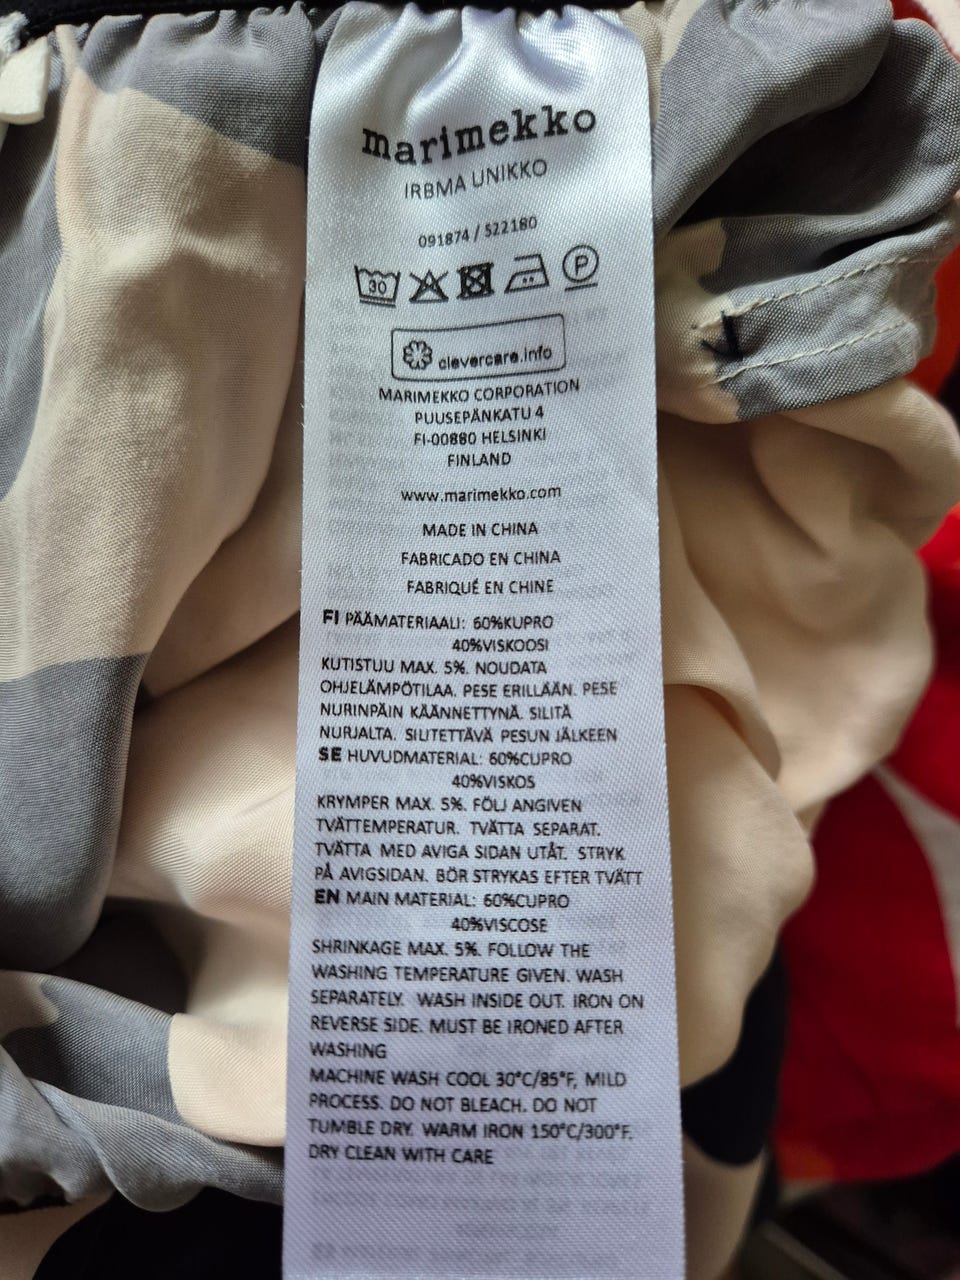 marimekko
IRBMA UNIKKO
091874 / 522180
30 P
clevercare.info
MARIMEKKO CORPORATION
PUUSEPÄNKATU 4
FI-00880 HELSINKI
FINLAND
www.marimekko.com
MADE IN CHINA
FABRICADO EN CHINA
FABRIQUÉ EN CHINE
FI PÄÄMATERIAALI: 60%KUPRO
40%VISKOOSI
KUTISTUU MAX. 5%. NOUDATA
OHJELÄMPÖTILAA. PESE ERILLÄÄN. PESE
NURINPÄIN KÄÄNNETTYNÄ. SILITÄ
NURJALTA. SILITETTÄVÄ PESUN JÄLKEEN
SE HUVUDMATERIAL: 60%CUPRO
40%VISKOS
KRYMPER MAX. 5%. FÖLJ ANGIVEN
TVÄTTEMPERATUR. TVÄTTA SEPARAT.
TVÄTTA MED AVIGA SIDAN UTÅT. STRYK
PÅ AVIGSIDAN. BÖR STRYKAS EFTER TVÄTT
EN MAIN MATERIAL: 60%CUPRO
40%VISCOSE
SHRINKAGE MAX. 5%. FOLLOW THE
WASHING TEMPERATURE GIVEN. WASH
SEPARATELY. WASH INSIDE OUT. IRON ON
REVERSE SIDE. MUST BE IRONED AFTER
WASHING
MACHINE WASH COOL 30°C/85°F, MILD
PROCESS. DO NOT BLEACH. DO NOT
TUMBLE DRY. WARM IRON 150°C/300°F.
DRY CLEAN WITH CARE